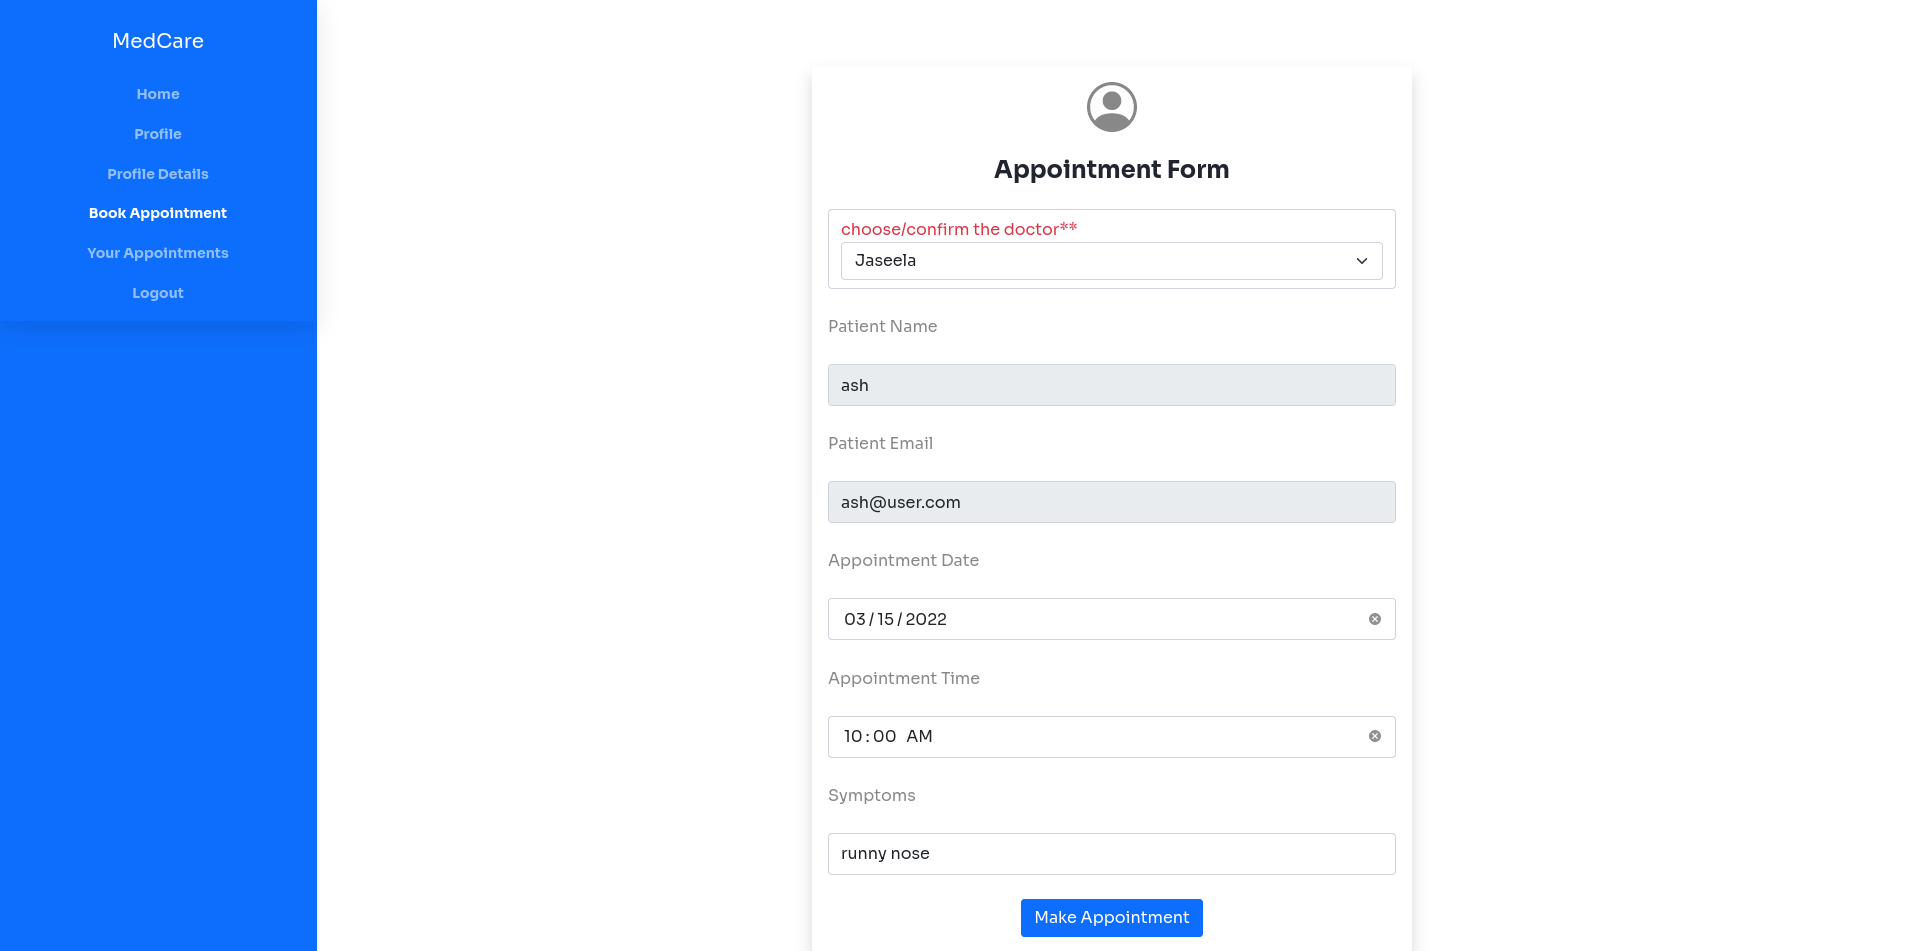 MedCare
Home
Profile
Profile Details
Book Appointment
Your Appointments
Logout
Appointment Form
choose/confirm the doctor**
Jaseela
Patient Name
ash
Patient Email
ash@user.com
Appointment Date
03/15/2022
Appointment Time
10:00 AM
Symptoms
runny nose
Make Appointment